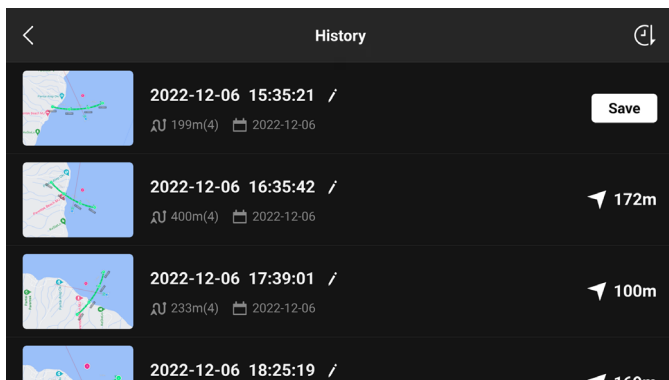 History
2022-12-06 15:35:21
199m(4) 2022-12-06
Save
2022-12-06 16:35:42
400m(4) 2022-12-06
172m
2022-12-06 17:39:01
233m(4) 2022-12-06
100m
2022-12-06 18:25:19